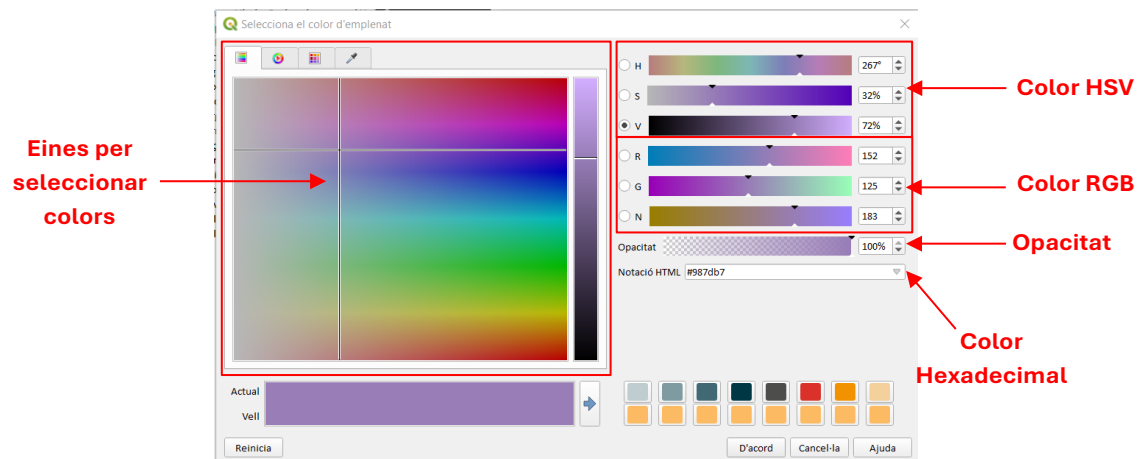 Selecciona el color d'emplenat
H 267°
S 32%
V 72%
Color HSV
R 152
G 125
N 183
Color RGB
Eines per
seleccionar
colors
Opacitat 100%
Opacitat
Notació HTML #987db7
Color
Hexadecimal
Actual
Vell
Reinicia D'acord Cancel·la Ajuda